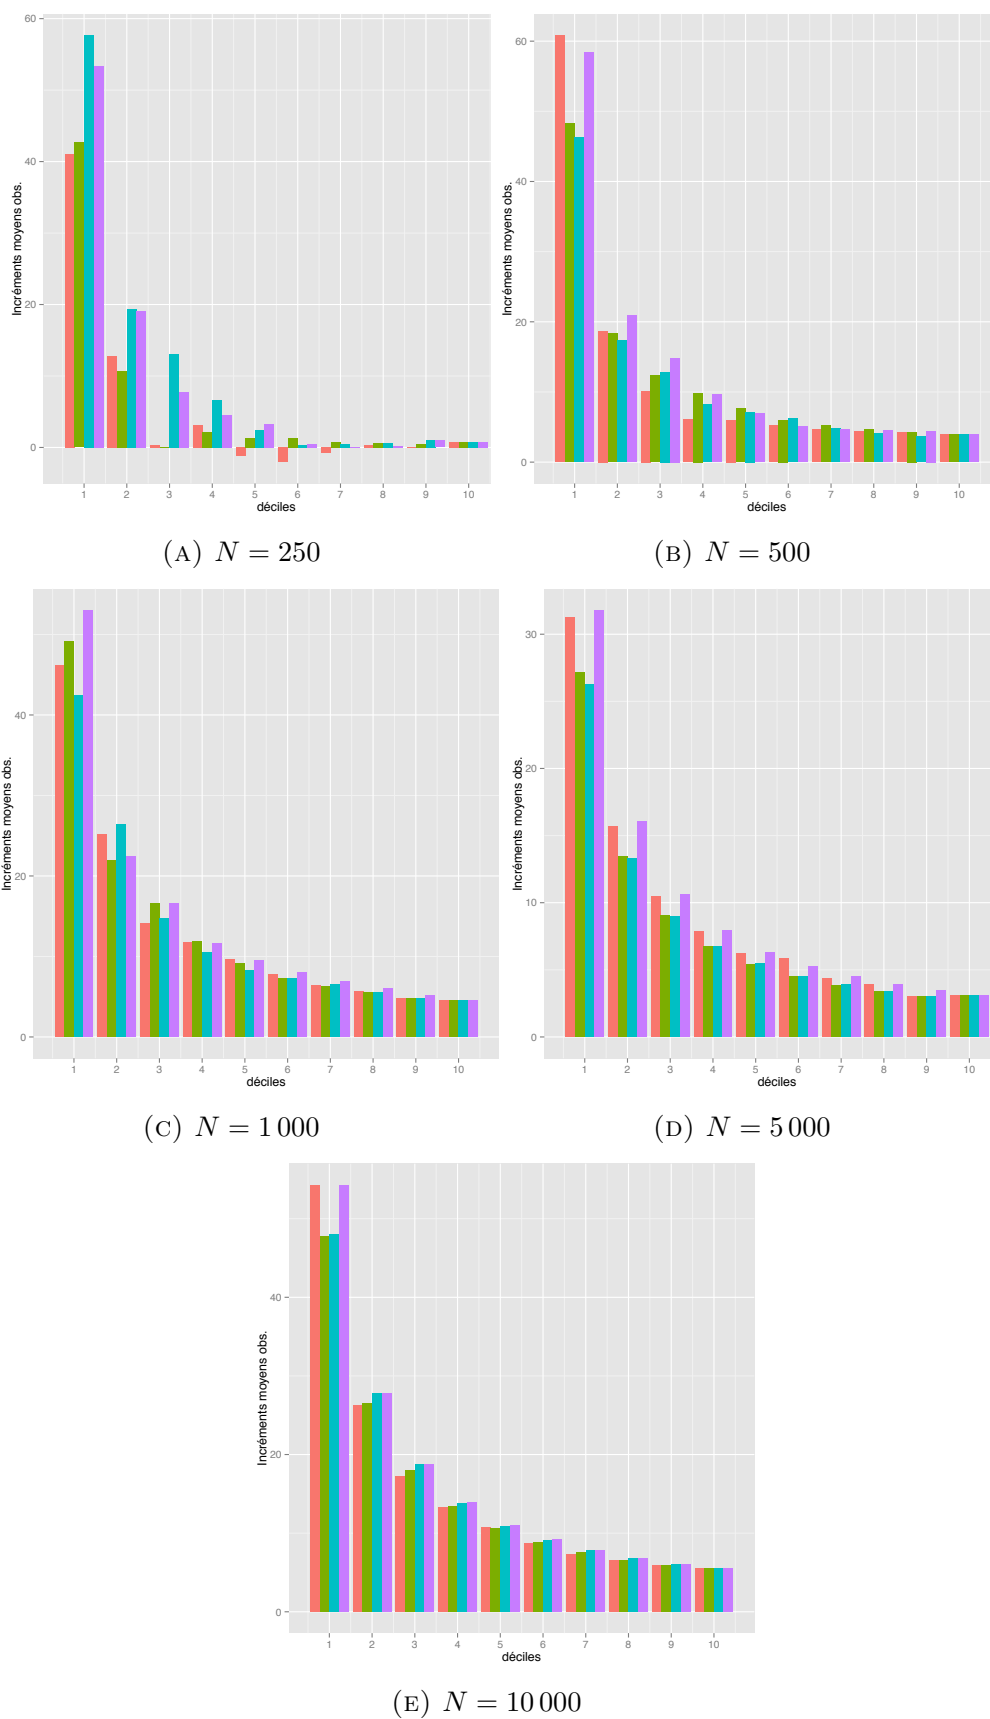 60
40
20
0
Incréments moyens obs.
1 2 3 4 5 6 7 8 9 10
déciles
(A) N = 250
60
40
20
0
Incréments moyens obs.
1 2 3 4 5 6 7 8 9 10
déciles
(B) N = 500
40
20
0
Incréments moyens obs.
1 2 3 4 5 6 7 8 9 10
déciles
(C) N = 1 000
30
20
10
0
Incréments moyens obs.
1 2 3 4 5 6 7 8 9 10
déciles
(D) N = 5 000
40
20
0
Incréments moyens obs.
1 2 3 4 5 6 7 8 9 10
déciles
(E) N = 10 000